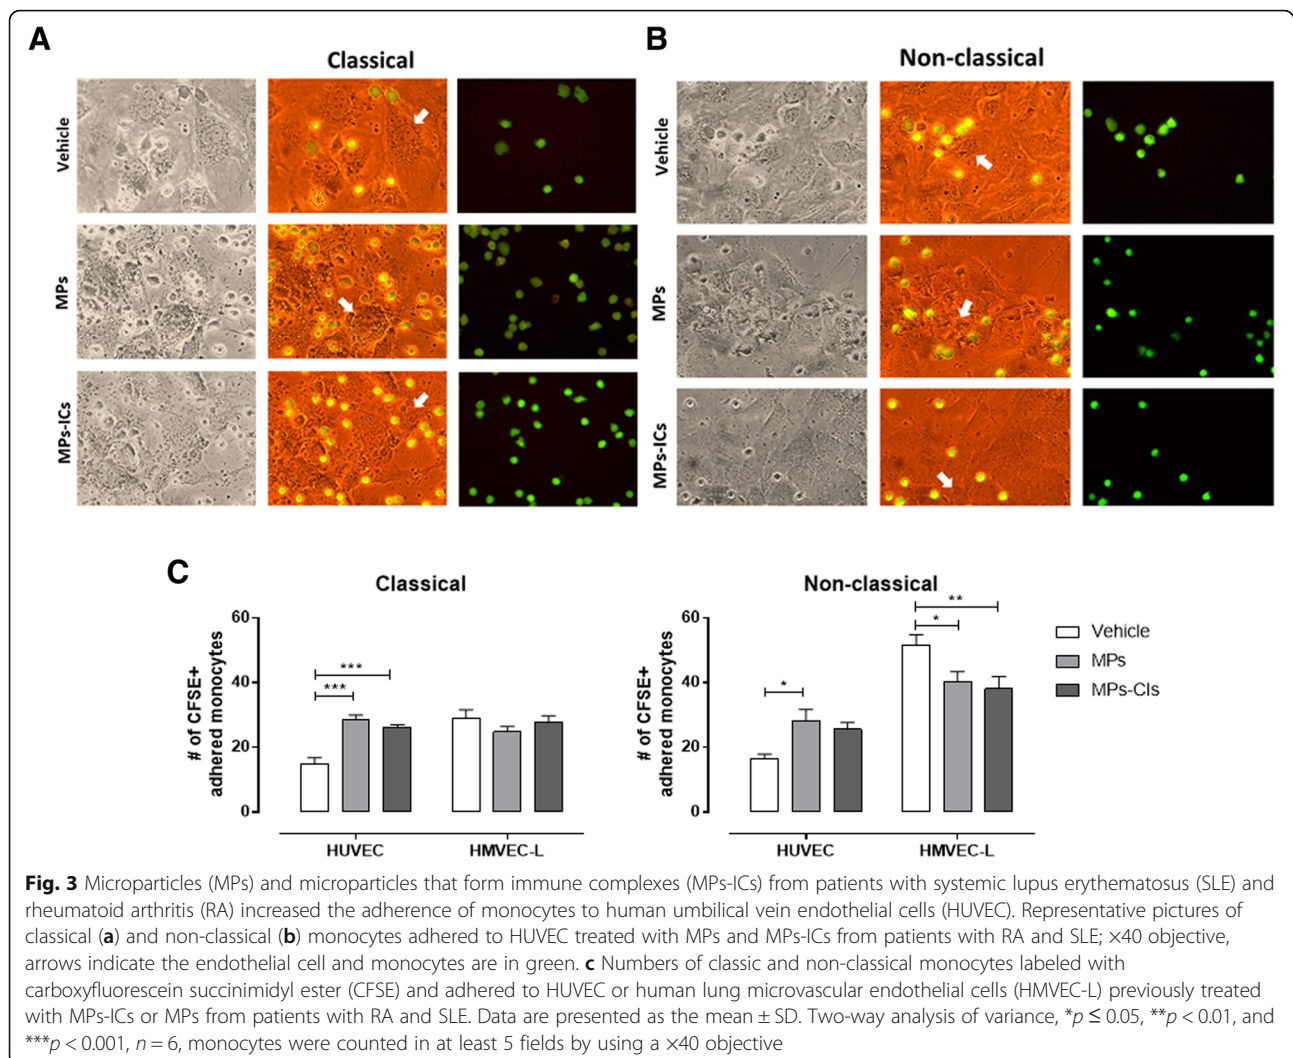 A
Classical
Vehicle
MPs
MPs-ICs
B
Non-classical
Vehicle
MPs
MPs-ICs
C
Classical
# of CFSE+
adhered monocytes
60
40
20
0
***
***
HUVEC
HMVEC-L
Non-classical
# of CFSE+
adhered monocytes
60
40
20
0
*
**
*
HUVEC
HMVEC-L
Vehicle
MPs
MPs-CIs
Fig. 3 Microparticles (MPs) and microparticles that form immune complexes (MPs-ICs) from patients with systemic lupus erythematosus (SLE) and
rheumatoid arthritis (RA) increased the adherence of monocytes to human umbilical vein endothelial cells (HUVEC). Representative pictures of
classical (a) and non-classical (b) monocytes adhered to HUVEC treated with MPs and MPs-ICs from patients with RA and SLE; ×40 objective,
arrows indicate the endothelial cell and monocytes are in green. c Numbers of classic and non-classical monocytes labeled with
carboxyfluorescein succinimidyl ester (CFSE) and adhered to HUVEC or human lung microvascular endothelial cells (HMVEC-L) previously treated
with MPs-ICs or MPs from patients with RA and SLE. Data are presented as the mean ± SD. Two-way analysis of variance, *p ≤ 0.05, **p < 0.01, and
***p < 0.001, n = 6, monocytes were counted in at least 5 fields by using a ×40 objective